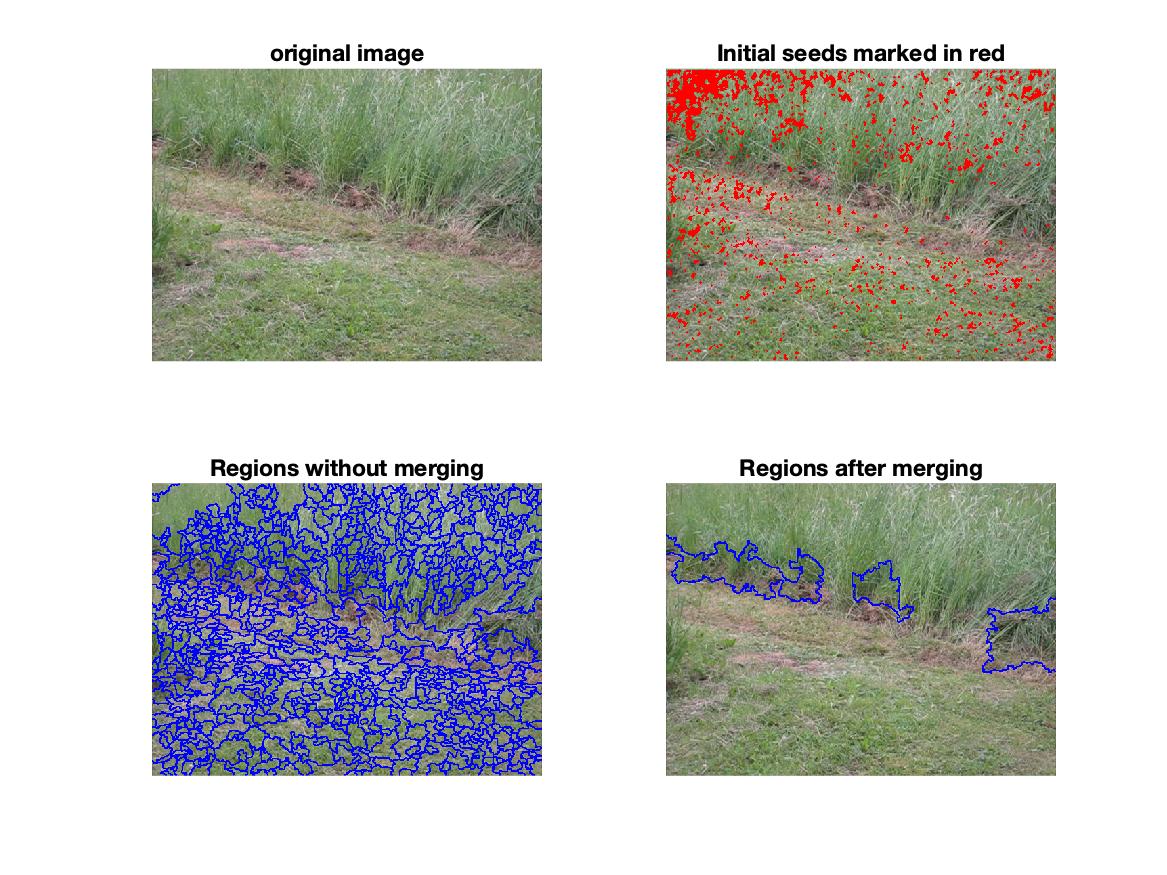 original image
Initial seeds marked in red
Regions without merging
Regions after merging